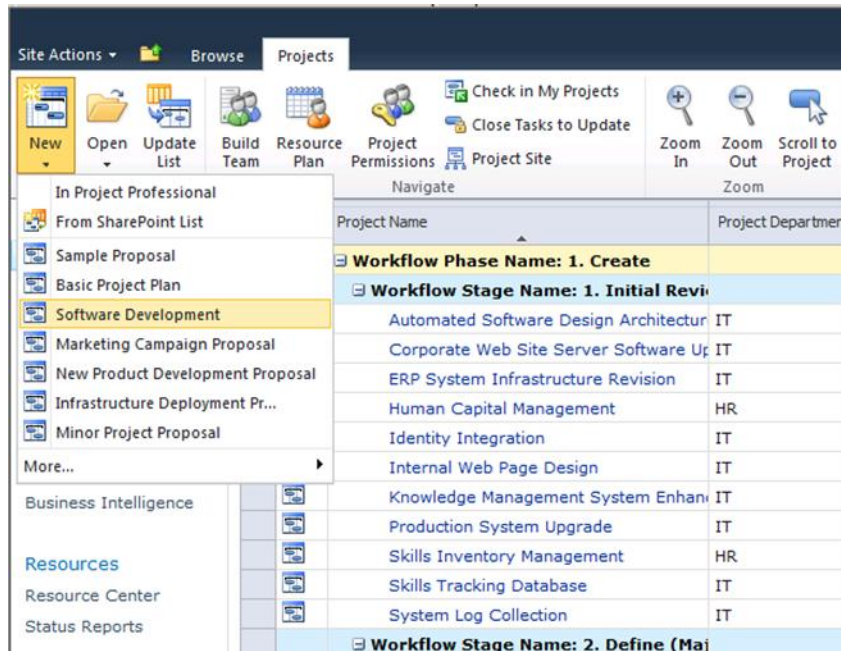 Site Actions Browse Projects
New Open Update List Build Team Resource Plan Project Permissions
Check in My Projects
Close Tasks to Update
Project Site
Zoom In Zoom Out Scroll to Project
Navigate Zoom
In Project Professional
From SharePoint List
Sample Proposal
Basic Project Plan
Software Development
Marketing Campaign Proposal
New Product Development Proposal
Infrastructure Deployment Pr...
Minor Project Proposal
More...
Business Intelligence
Resources
Resource Center
Status Reports
Project Name Project Departmen
Workflow Phase Name: 1. Create
Workflow Stage Name: 1. Initial Revi
Automated Software Design Architectur IT
Corporate Web Site Server Software Up IT
ERP System Infrastructure Revision IT
Human Capital Management HR
Identity Integration IT
Internal Web Page Design IT
Knowledge Management System Enhan IT
Production System Upgrade IT
Skills Inventory Management HR
Skills Tracking Database IT
System Log Collection IT
Workflow Stage Name: 2. Define (Maj